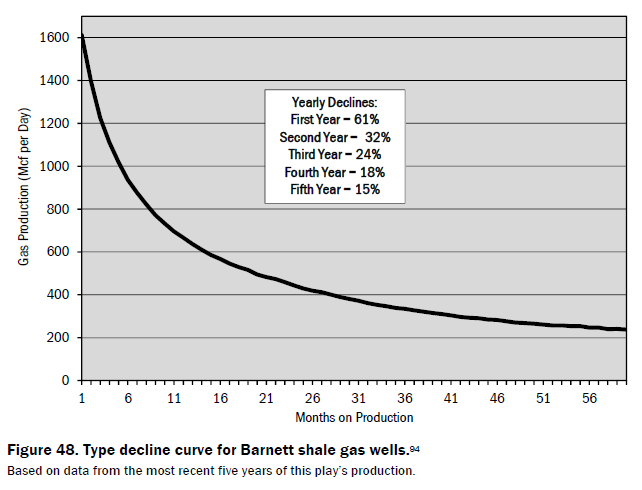 1600
1400
1200
1000
800
600
400
200
0
Gas Production (Mcf per Day)
Yearly Declines:
First Year – 61%
Second Year – 32%
Third Year – 24%
Fourth Year – 18%
Fifth Year – 15%
1 6 11 16 21 26 31 36 41 46 51 56
Months on Production
Figure 48. Type decline curve for Barnett shale gas wells.94
Based on data from the most recent five years of this play's production.